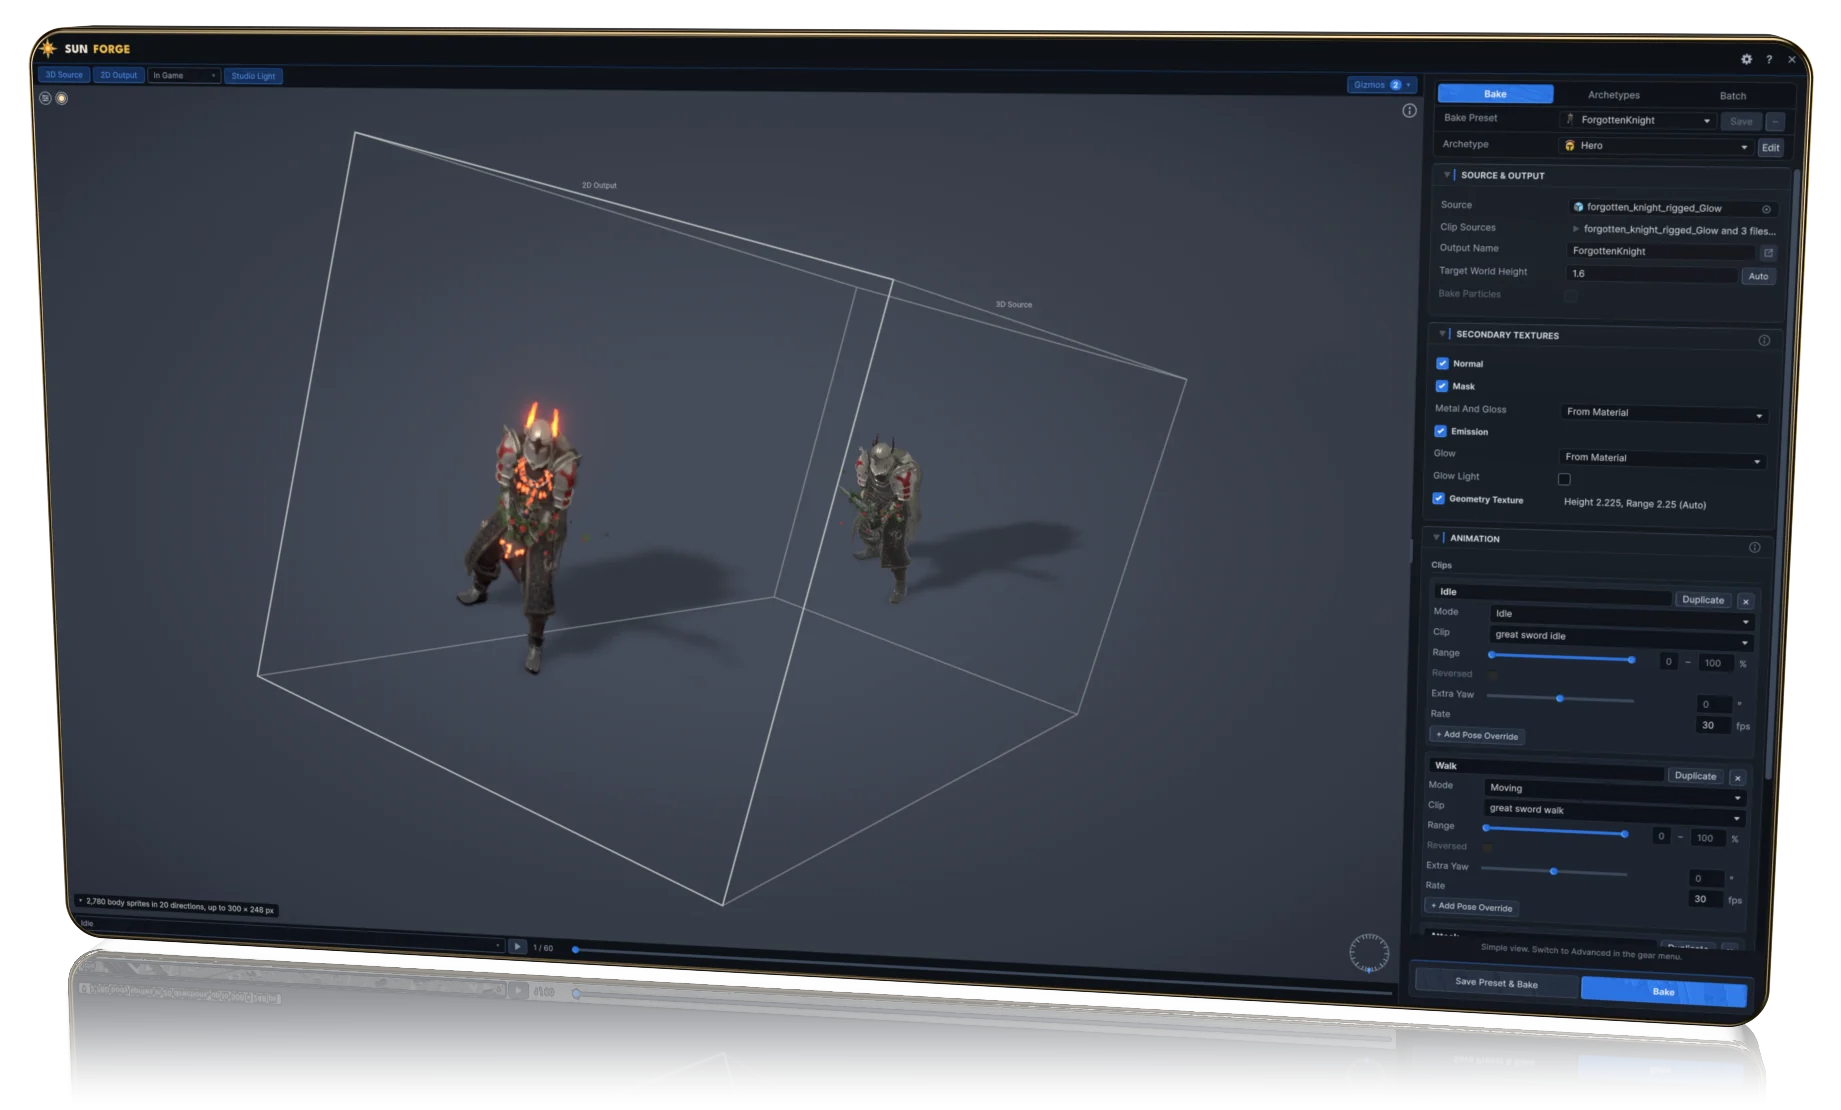 SUN FORGE
3D Source
2D Output
In Game
Studio Light
Gizmos 2
2D Output
3D Source
2,780 body sprites in 20 directions, up to 300 × 248 px
Idle
1 / 60
Bake
Archetypes
Batch
Bake Preset
ForgottenKnight
Save
Archetype
Hero
Edit
SOURCE & OUTPUT
Source
forgotten_knight_rigged_Glow
Clip Sources
forgotten_knight_rigged_Glow and 3 files...
Output Name
ForgottenKnight
Target World Height
1.6
Auto
Bake Particles
SECONDARY TEXTURES
Normal
Mask
Metal And Gloss
From Material
Emission
Glow
From Material
Glow Light
Geometry Texture
Height 2.225, Range 2.25 (Auto)
ANIMATION
Clips
Idle
Duplicate
Mode
Idle
Clip
great sword idle
Range
0 – 100 %
Reversed
Extra Yaw
0 °
Rate
30 fps
+ Add Pose Override
Walk
Duplicate
Mode
Moving
Clip
great sword walk
Range
0 – 100 %
Reversed
Extra Yaw
0 °
Rate
30 fps
+ Add Pose Override
Simple view. Switch to Advanced in the gear menu.
Save Preset & Bake
Bake